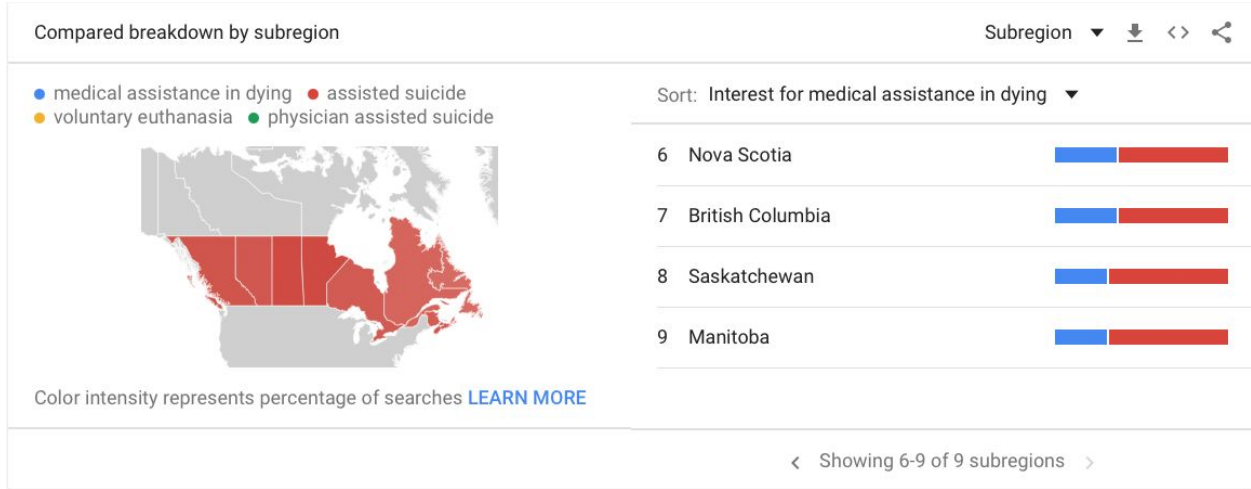 Compared breakdown by subregion
Subregion
medical assistance in dying assisted suicide
voluntary euthanasia physician assisted suicide
Color intensity represents percentage of searches LEARN MORE
Sort: Interest for medical assistance in dying
6 Nova Scotia
7 British Columbia
8 Saskatchewan
9 Manitoba
Showing 6-9 of 9 subregions